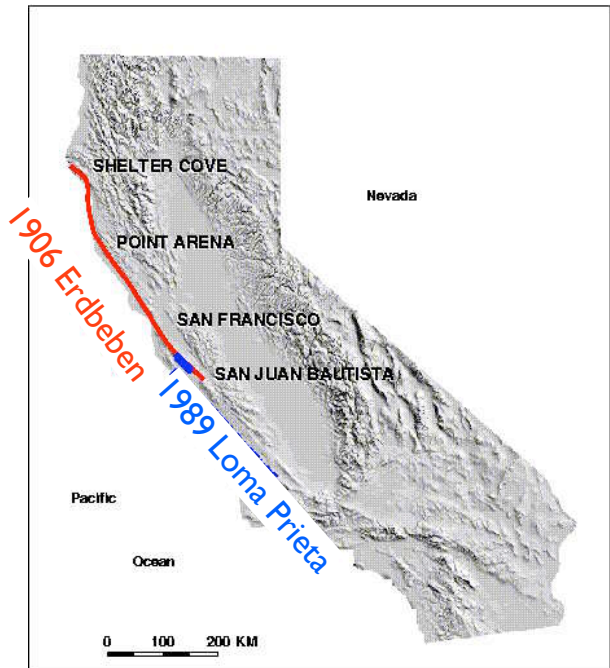 SHELTER COVE
Nevada
1906 Erdbeben
POINT ARENA
SAN FRANCISCO
SAN JUAN BAUTISTA
1989 Loma Prieta
Pacific
Ocean
0 100 200 KM